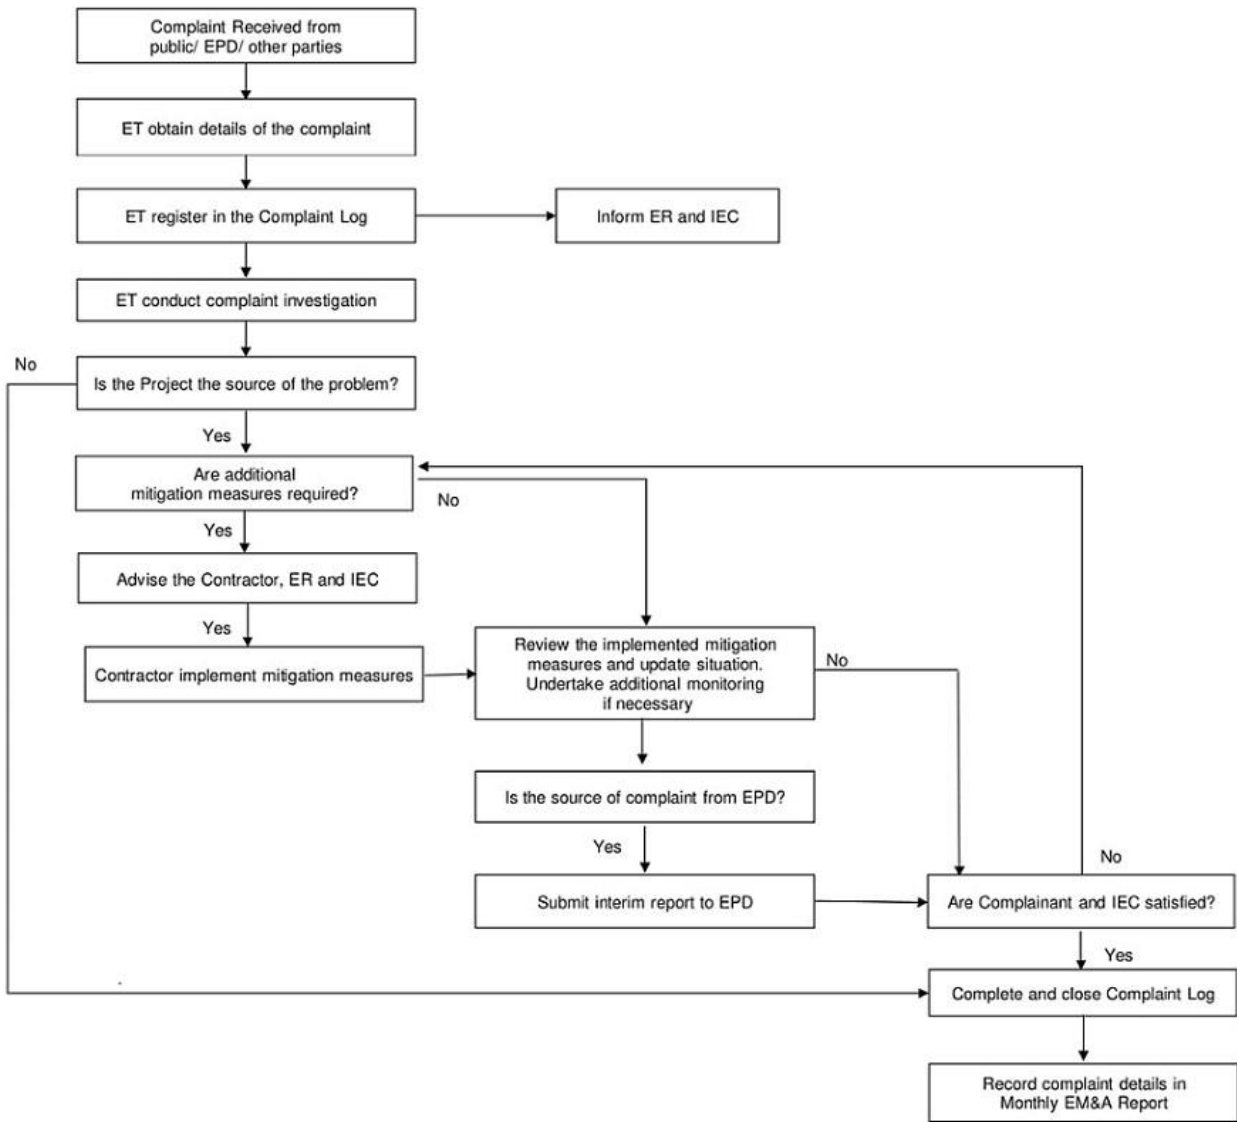 Complaint Received from
public/ EPD/ other parties
ET obtain details of the complaint
ET register in the Complaint Log
Inform ER and IEC
ET conduct complaint investigation
No
Is the Project the source of the problem?
Yes
Are additional
mitigation measures required?
No
Yes
Advise the Contractor, ER and IEC
Yes
Contractor implement mitigation measures
Review the implemented mitigation
measures and update situation.
Undertake additional monitoring
if necessary
No
Is the source of complaint from EPD?
Yes
No
Submit interim report to EPD
Are Complainant and IEC satisfied?
Yes
Complete and close Complaint Log
Record complaint details in
Monthly EM&A Report